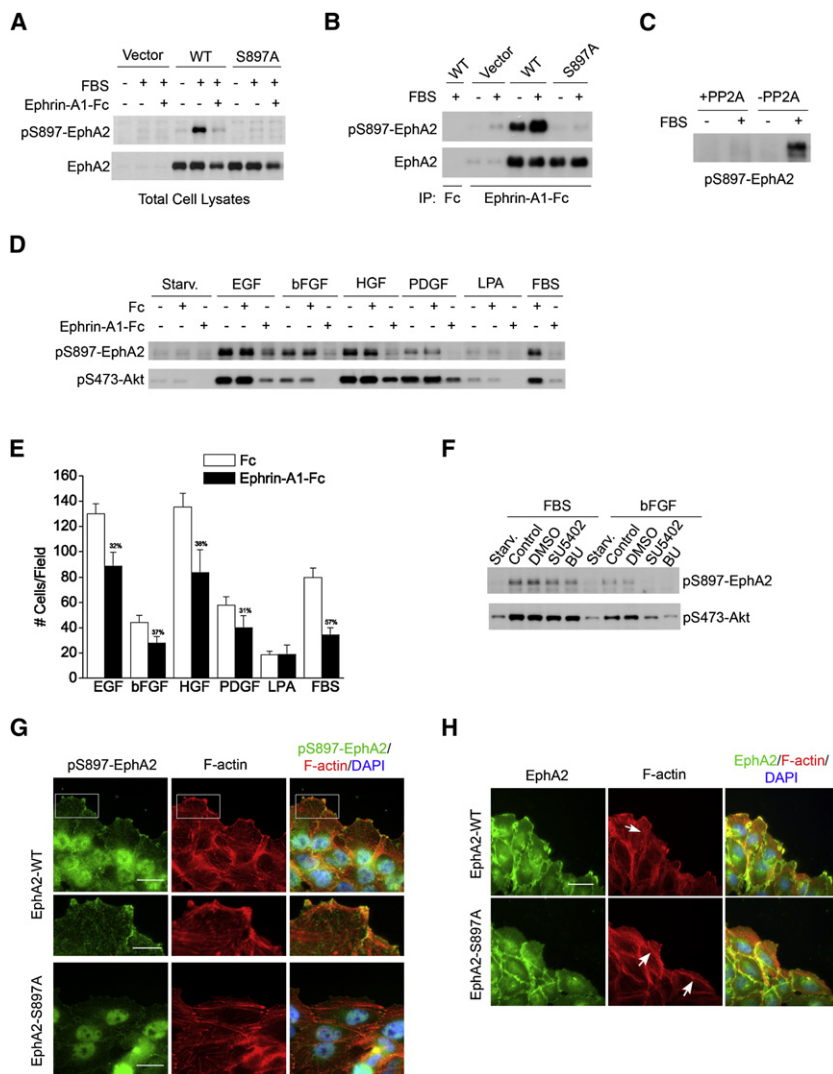 A
Vector WT S897A
FBS - + + - + + - + +
Ephrin-A1-Fc - - + - - + - - +
pS897-EphA2
EphA2
Total Cell Lysates
B
WT Vector WT S897A
FBS + - + - + - +
pS897-EphA2
EphA2
IP: Fc Ephrin-A1-Fc
C
+PP2A -PP2A
FBS - + - +
pS897-EphA2
D
Starv. EGF bFGF HGF PDGF LPA FBS
Fc - + - - + - - + - - + - - + - - + - + -
Ephrin-A1-Fc - - + - - + - - + - - + - - + - - + - +
pS897-EphA2
pS473-Akt
E
Fc
Ephrin-A1-Fc
# Cells/Field
160
140
120
100
80
60
40
20
0
32%
37%
38%
31%
57%
EGF bFGF HGF PDGF LPA FBS
F
FBS bFGF
Starv. Control DMSO SU5402 BU Starv. Control DMSO SU5402 BU
pS897-EphA2
pS473-Akt
G
pS897-EphA2 F-actin pS897-EphA2/
F-actin/DAPI
EphA2-WT
EphA2-S897A
H
EphA2 F-actin EphA2/F-actin/
DAPI
EphA2-WT
EphA2-S897A